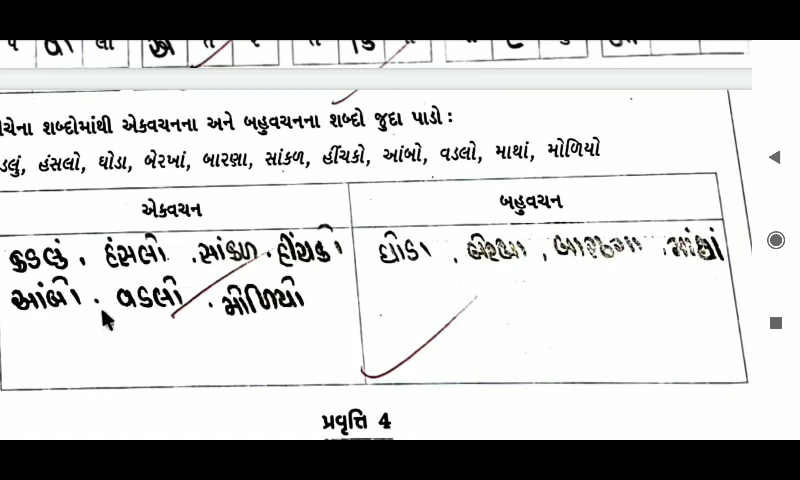 વી લી
ચેના શબ્દોમાંથી એકવચનના અને બહુવચનના શબ્દો જુદા પાડો :
ડલું, હંસલો, ઘોડા, બેરખાં, બારણા, સાંકળ, હીંચકો, આંબો, વડલો, માથાં, મોળિયો
એકવચન બહુવચન
કડલું . હંસલો . સાંકળ . હીંચકો ઘોડા . બેરખા . બારણા . માંથાં
આંબો . વડલો . મોળિયો
પ્રવૃત્તિ 4